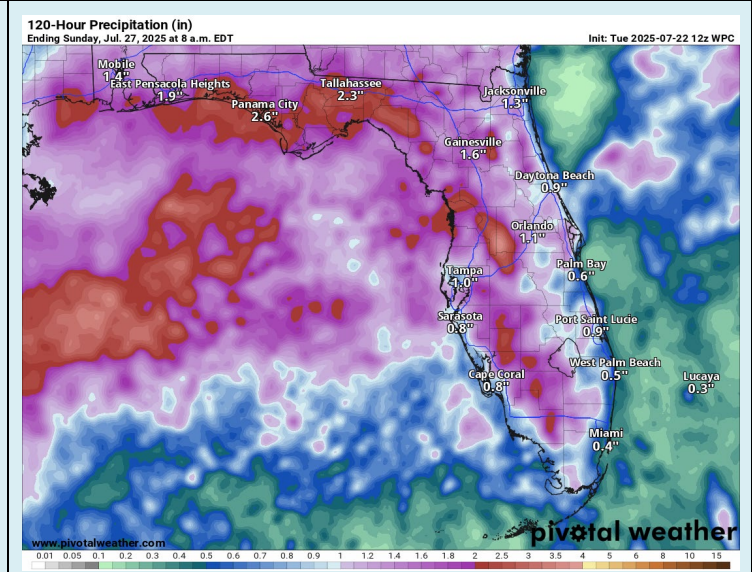 120-Hour Precipitation (in)
Ending Sunday, Jul. 27, 2025 at 8 a.m. EDT
Init: Tue 2025-07-22 12z WPC
Mobile
1.4"
East Pensacola Heights
1.9"
Panama City
2.6"
Tallahassee
2.3"
Jacksonville
1.3"
Gainesville
1.6"
Daytona Beach
0.9"
Orlando
1.1"
Palm Bay
0.6"
Tampa
1.0"
Sarasota
0.8"
Port Saint Lucie
0.9"
Cape Coral
0.8"
West Palm Beach
0.5"
Lucaya
0.3"
Miami
0.4"
www.pivotalweather.com
pivotal weather
0.01 0.05 0.1 0.2 0.3 0.4 0.5 0.6 0.7 0.8 0.9 1 1.2 1.4 1.6 1.8 2 2.5 3 3.5 4 5 6 8 10 15